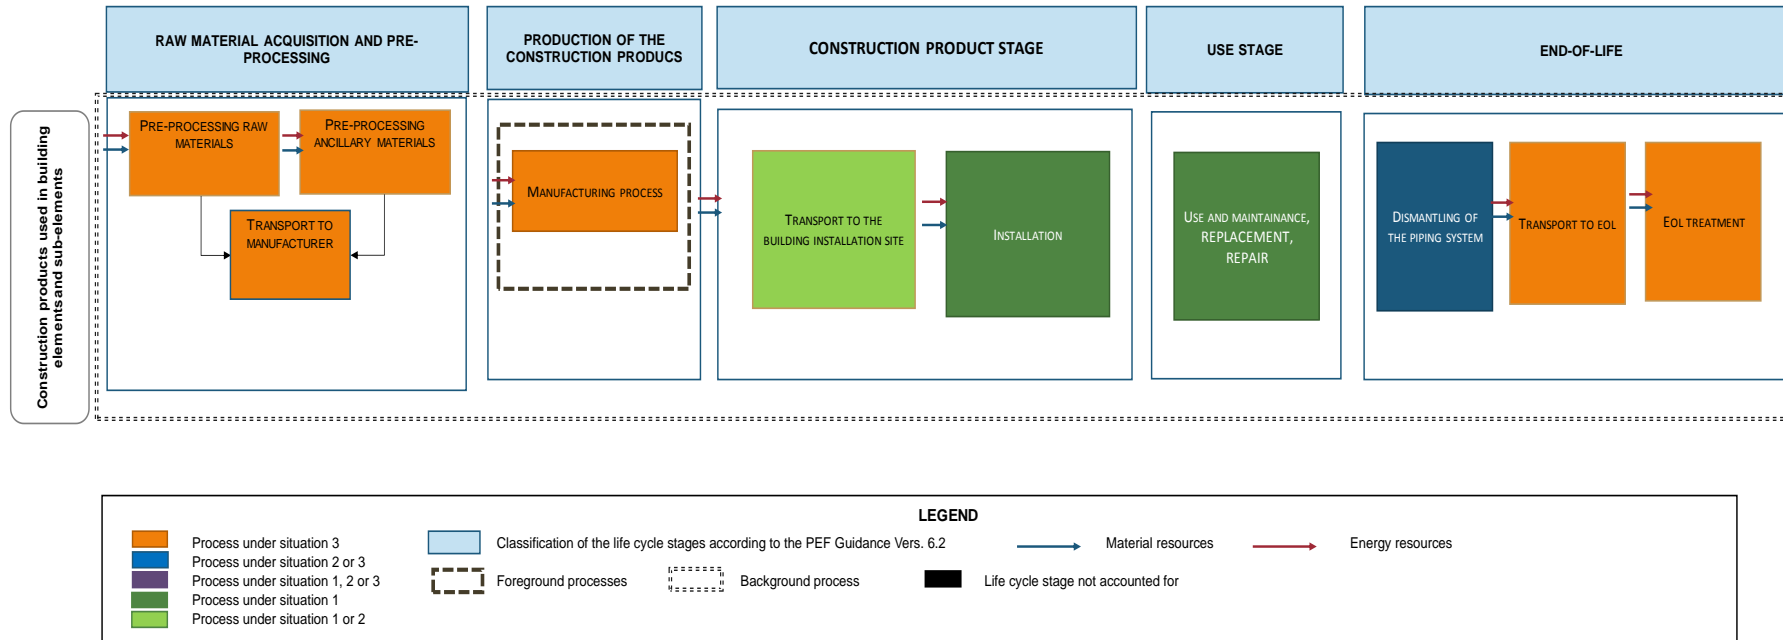 RAW MATERIAL ACQUISITION AND PRE-
PROCESSING
PRODUCTION OF THE
CONSTRUCTION PRODUCS
CONSTRUCTION PRODUCT STAGE
USE STAGE
END-OF-LIFE
Construction products used in building
elements and sub-elements
PRE-PROCESSING RAW
MATERIALS
PRE-PROCESSING
ANCILLARY MATERIALS
TRANSPORT TO
MANUFACTURER
MANUFACTURING PROCESS
TRANSPORT TO THE
BUILDING INSTALLATION SITE
INSTALLATION
USE AND MAINTAINANCE,
REPLACEMENT,
REPAIR
DISMANTLING OF
THE PIPING SYSTEM
TRANSPORT TO EOL
EOL TREATMENT
LEGEND
Process under situation 3
Process under situation 2 or 3
Process under situation 1, 2 or 3
Process under situation 1
Process under situation 1 or 2
Classification of the life cycle stages according to the PEF Guidance Vers. 6.2
Material resources
Energy resources
Foreground processes
Background process
Life cycle stage not accounted for